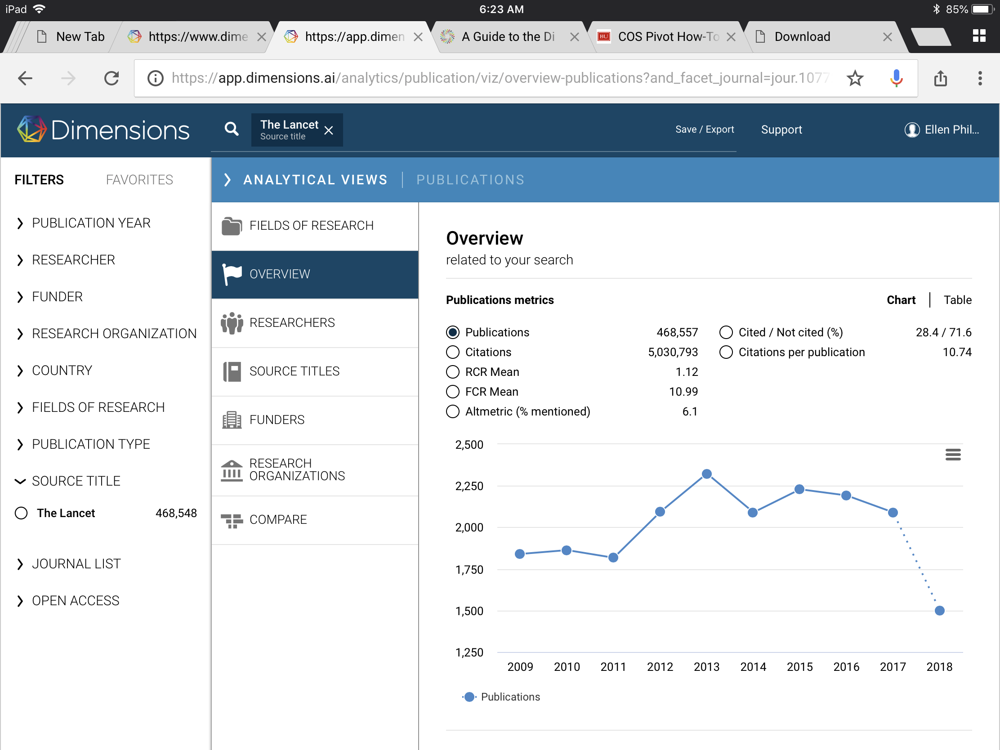 iPad
6:23 AM
85%
New Tab
https://www.dime
https://app.dimen
A Guide to the Di
BU
COS Pivot How-To
Download
https://app.dimensions.ai/analytics/publication/viz/overview-publications?and_facet_journal=jour.1077
Dimensions
The Lancet
Source title
Save / Export
Support
Ellen Phil...
FILTERS
FAVORITES
PUBLICATION YEAR
RESEARCHER
FUNDER
RESEARCH ORGANIZATION
COUNTRY
FIELDS OF RESEARCH
PUBLICATION TYPE
SOURCE TITLE
The Lancet 468,548
JOURNAL LIST
OPEN ACCESS
ANALYTICAL VIEWS
PUBLICATIONS
FIELDS OF RESEARCH
OVERVIEW
RESEARCHERS
SOURCE TITLES
FUNDERS
RESEARCH
ORGANIZATIONS
COMPARE
Overview
related to your search
Publications metrics
Chart | Table
Publications 468,557
Citations 5,030,793
RCR Mean 1.12
FCR Mean 10.99
Altmetric (% mentioned) 6.1
Cited / Not cited (%) 28.4 / 71.6
Citations per publication 10.74
2,500
2,250
2,000
1,750
1,500
1,250
2009 2010 2011 2012 2013 2014 2015 2016 2017 2018
Publications